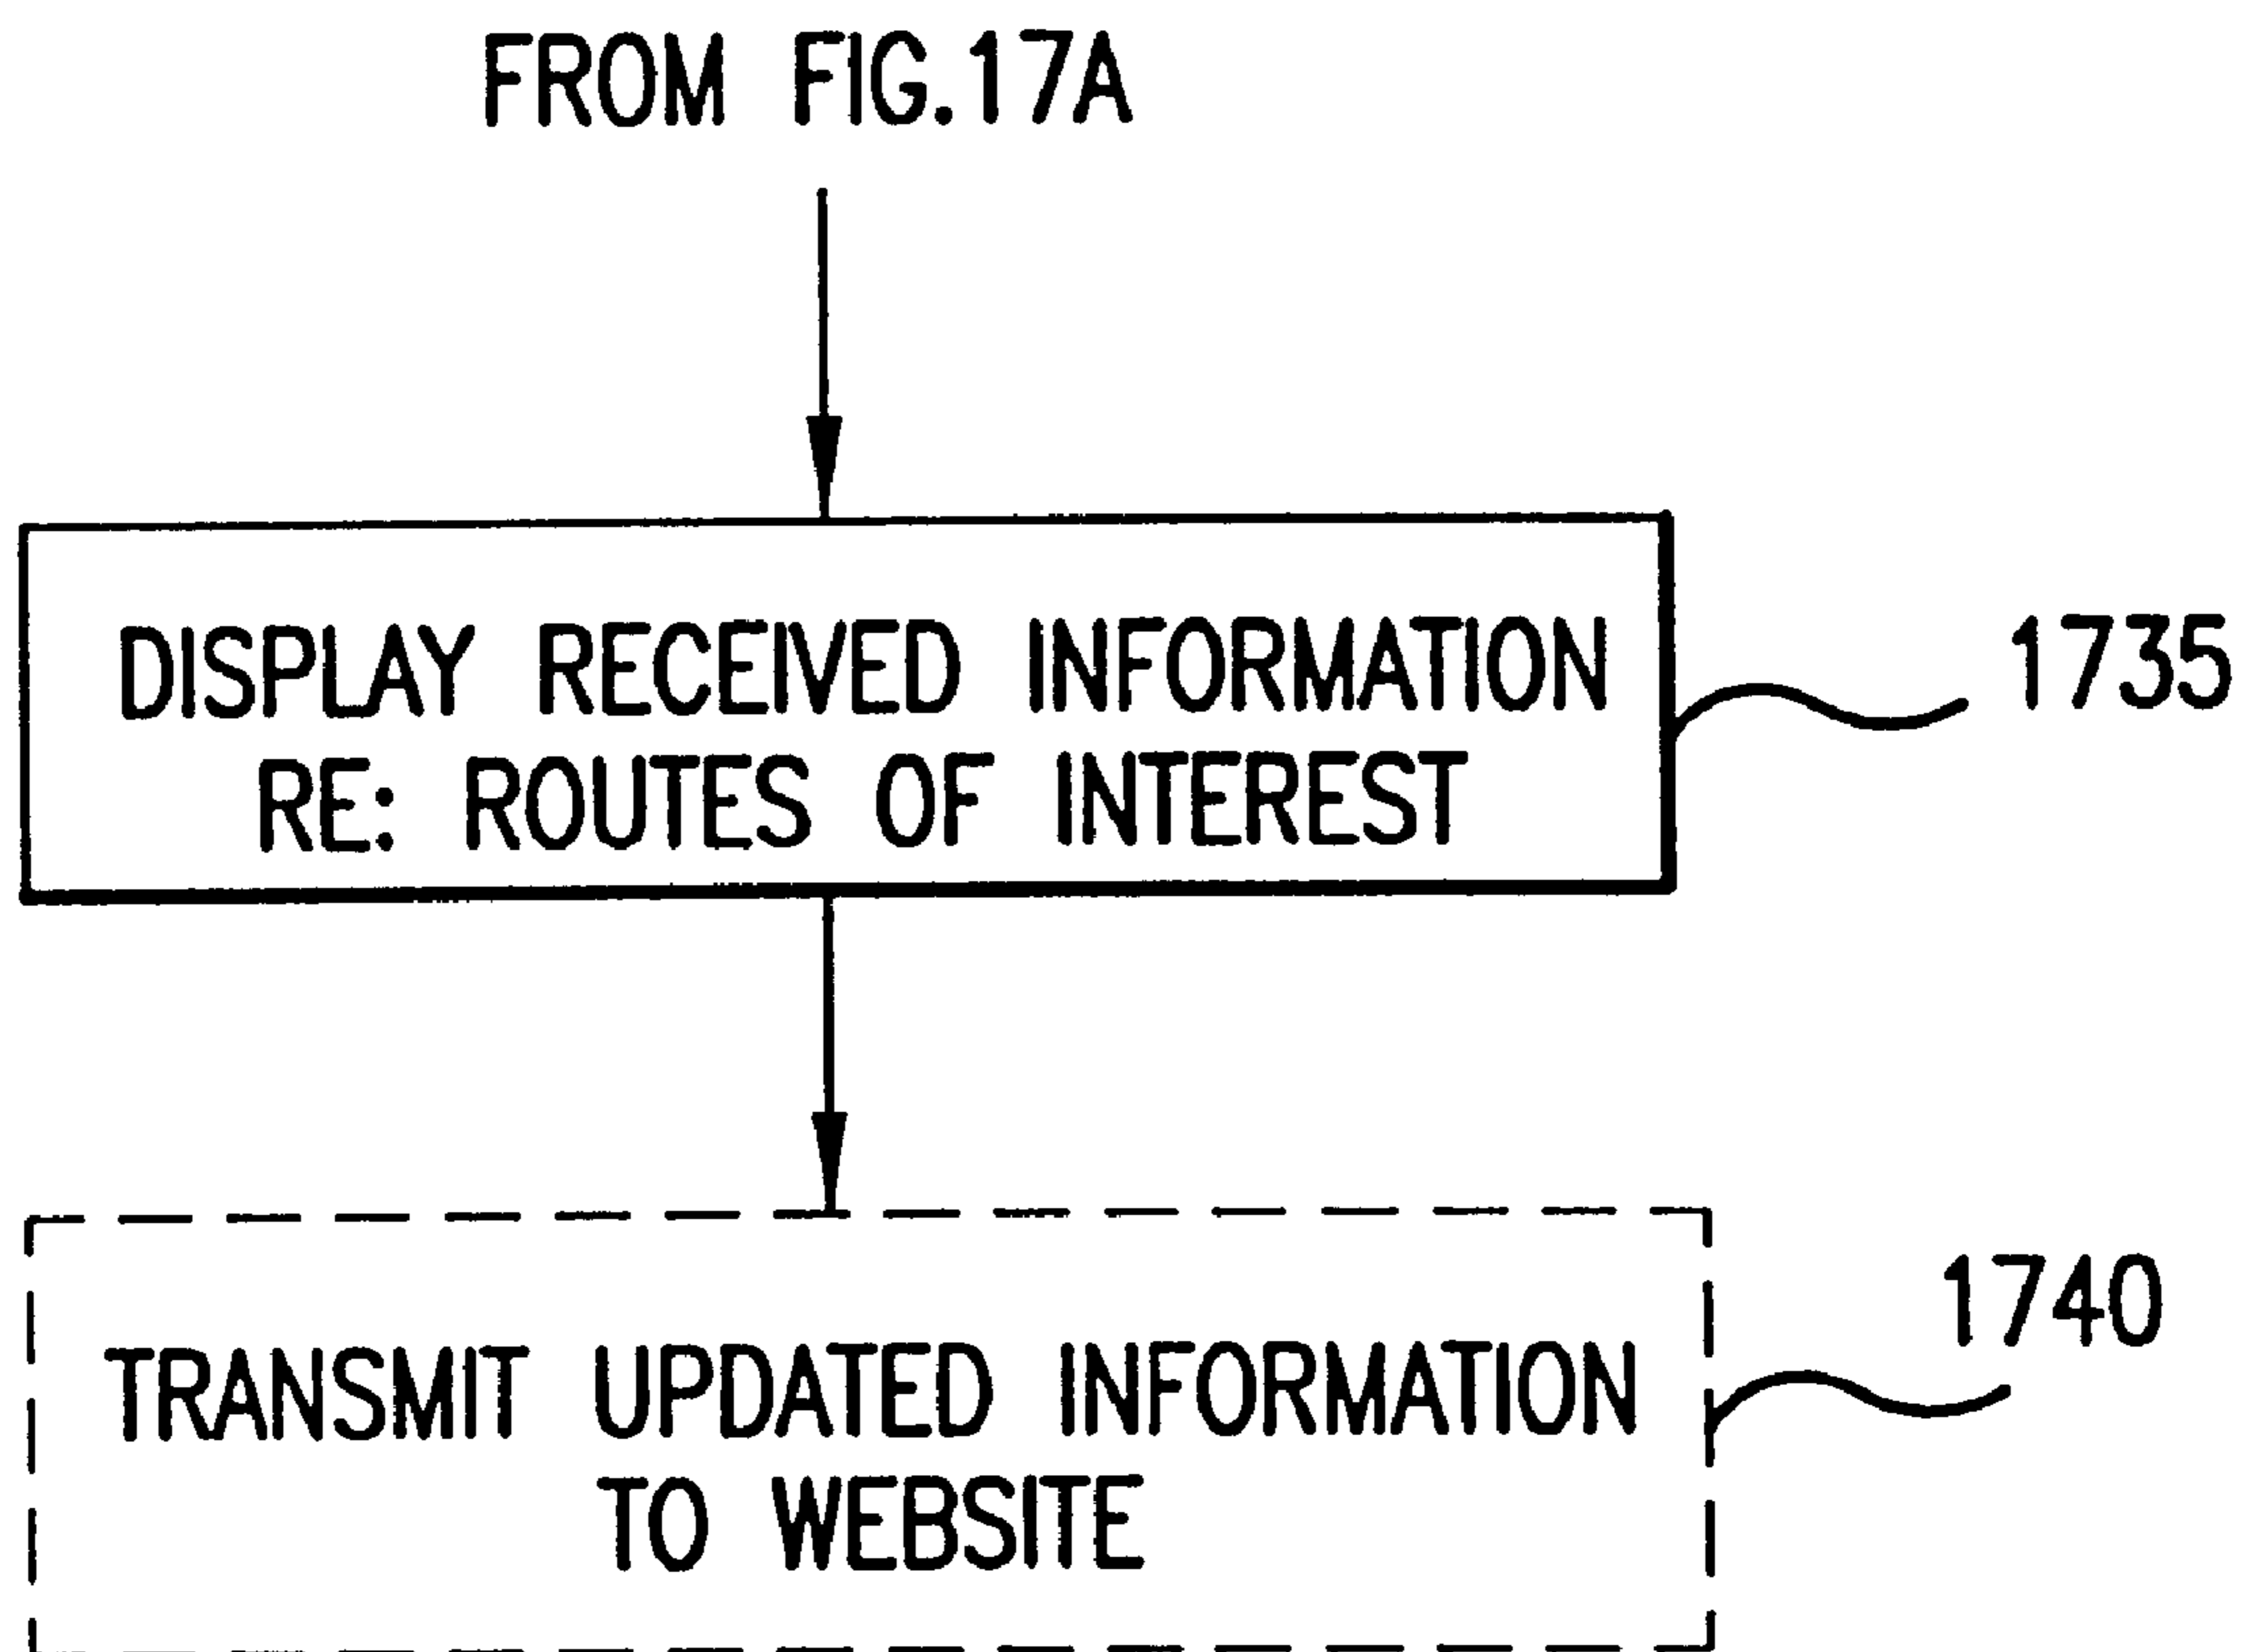 FROM FIG.17A
DISPLAY RECEIVED INFORMATION
RE: ROUTES OF INTEREST
1735
1740
TRANSMIT UPDATED INFORMATION
TO WEBSITE